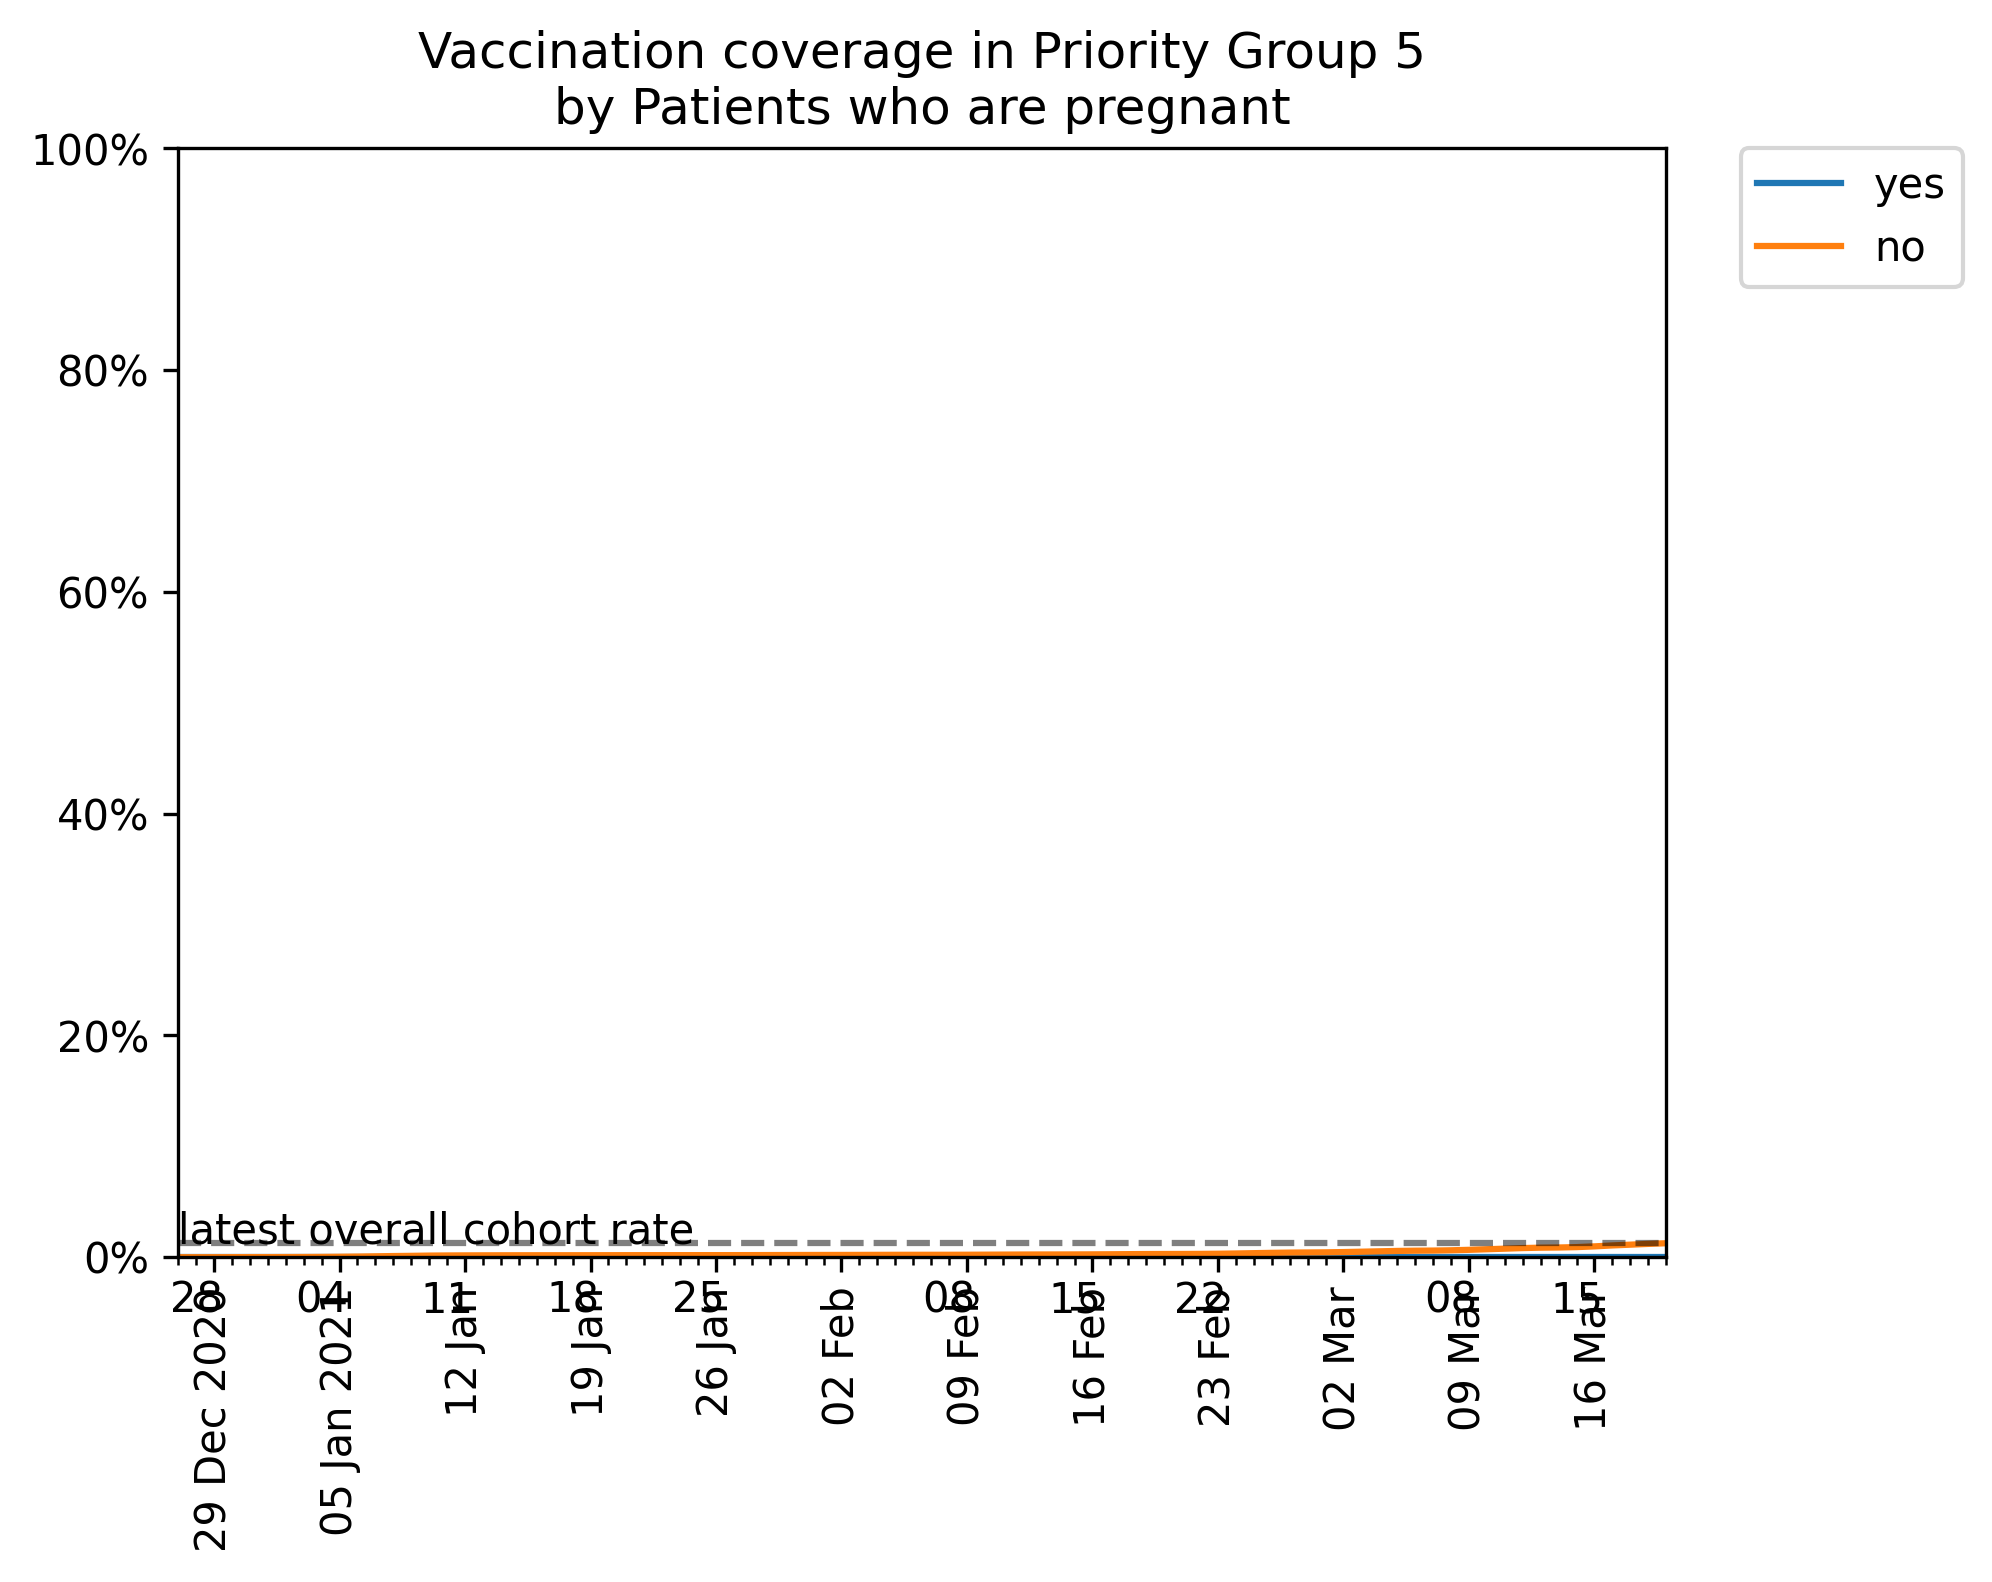 Vaccination coverage in Priority Group 5
by Patients who are pregnant
yes
no
100%
80%
60%
40%
20%
0%
latest overall cohort rate
28
04
11
18
25
08
15
22
08
15
29 Dec 2020
05 Jan 2021
12 Jan
19 Jan
26 Jan
02 Feb
09 Feb
16 Feb
23 Feb
02 Mar
09 Mar
16 Mar